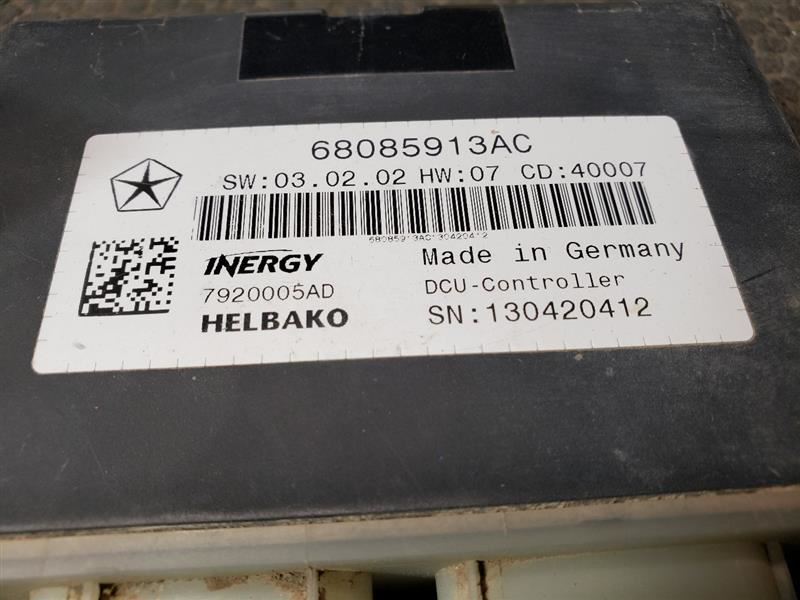 68085913AC
SW:03.02.02 HW:07 CD:40007
68085913AC130420412
INERGY
Made in Germany
7920005AD
DCU-Controller
HELBAKO
SN:130420412